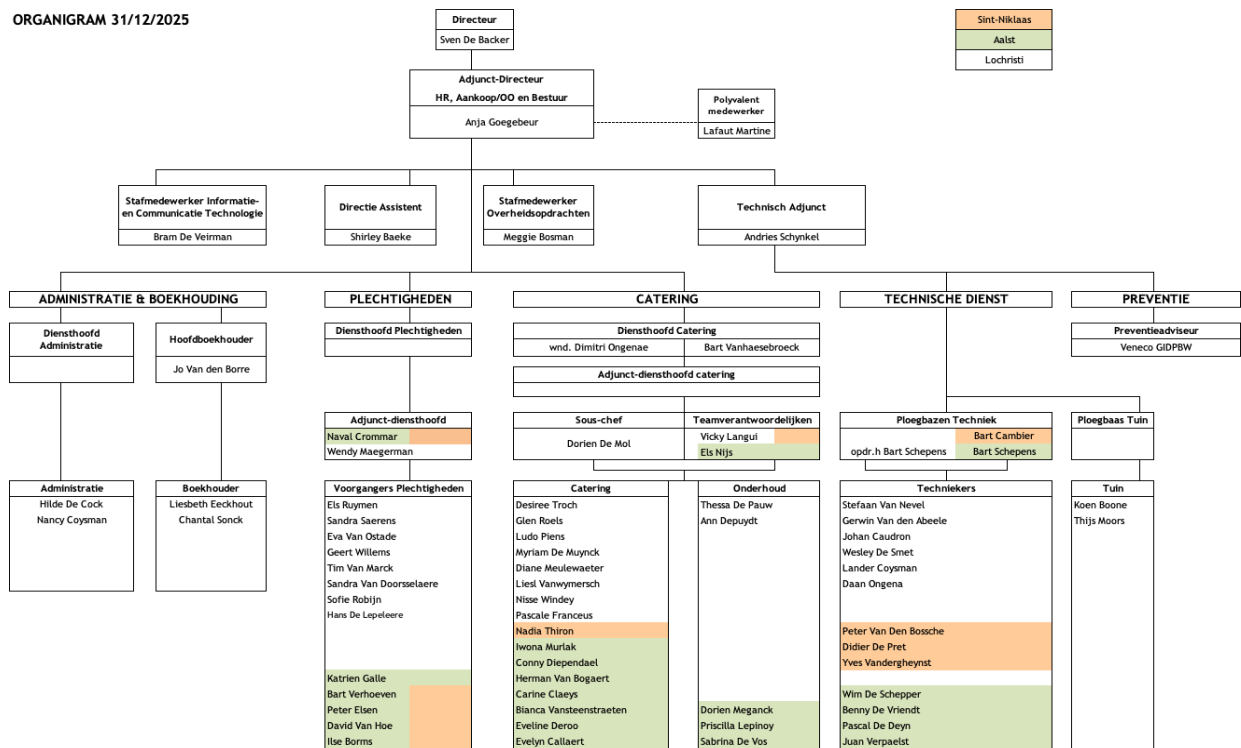 ORGANIGRAM 31/12/2025
Directeur
Sven De Backer
Sint-Niklaas
Aalst
Lochristi
Adjunct-Directeur
HR, Aankoop/OO en Bestuur
Anja Goegebeur
Polyvalent
medewerker
Lafaut Martine
Stafmedewerker Informatie-
en Communicatie Technologie
Bram De Veirman
Directie Assistent
Shirley Baeke
Stafmedewerker
Overheidsopdrachten
Meggie Bosman
Technisch Adjunct
Andries Schynkel
ADMINISTRATIE & BOEKHOUDING
PLECHTIGHEDEN
CATERING
TECHNISCHE DIENST
PREVENTIE
Diensthoofd
Administratie
Hoofdboekhouder
Jo Van den Borre
Diensthoofd Plechtigheden
Diensthoofd Catering
wnd. Dimitri Ongenae
Bart Vanhaesebroeck
Adjunct-diensthoofd catering
Preventieadviseur
Veneco GIDPBW
Adjunct-diensthoofd
Naval Crommar
Wendy Maegerman
Sous-chef
Dorien De Mol
Teamverantwoordelijken
Vicky Langui
Els Nijs
Ploegbazen Techniek
Bart Cambier
opdr.h Bart Schepens
Bart Schepens
Ploegbaas Tuin
Administratie
Hilde De Cock
Nancy Coysman
Boekhouder
Liesbeth Eeckhout
Chantal Sonck
Voorgangers Plechtigheden
Els Ruymen
Sandra Saerens
Eva Van Ostade
Geert Willems
Tim Van Marck
Sandra Van Doorsselaere
Sofie Robijn
Hans De Lepeleere
Katrien Galle
Bart Verhoeven
Peter Elsen
David Van Hoe
Ilse Borms
Catering
Desiree Troch
Glen Roels
Ludo Piens
Myriam De Muynck
Diane Meulewaeter
Liesl Vanwymersch
Nisse Windey
Pascale Franceus
Nadia Thiron
Iwona Murlak
Conny Diependael
Herman Van Bogaert
Carine Claeys
Bianca Vansteenstraeten
Eveline Deroo
Evelyn Callaert
Onderhoud
Thessa De Pauw
Ann Depuydt
Dorien Meganck
Priscilla Lepinoy
Sabrina De Vos
Techniekers
Stefaan Van Nevel
Gerwin Van den Abeele
Johan Caudron
Wesley De Smet
Lander Coysman
Daan Ongena
Peter Van Den Bossche
Didier De Pret
Yves Vandergheynst
Wim De Schepper
Benny De Vriendt
Pascal De Deyn
Juan Verpaelst
Tuin
Koen Boone
Thijs Moors